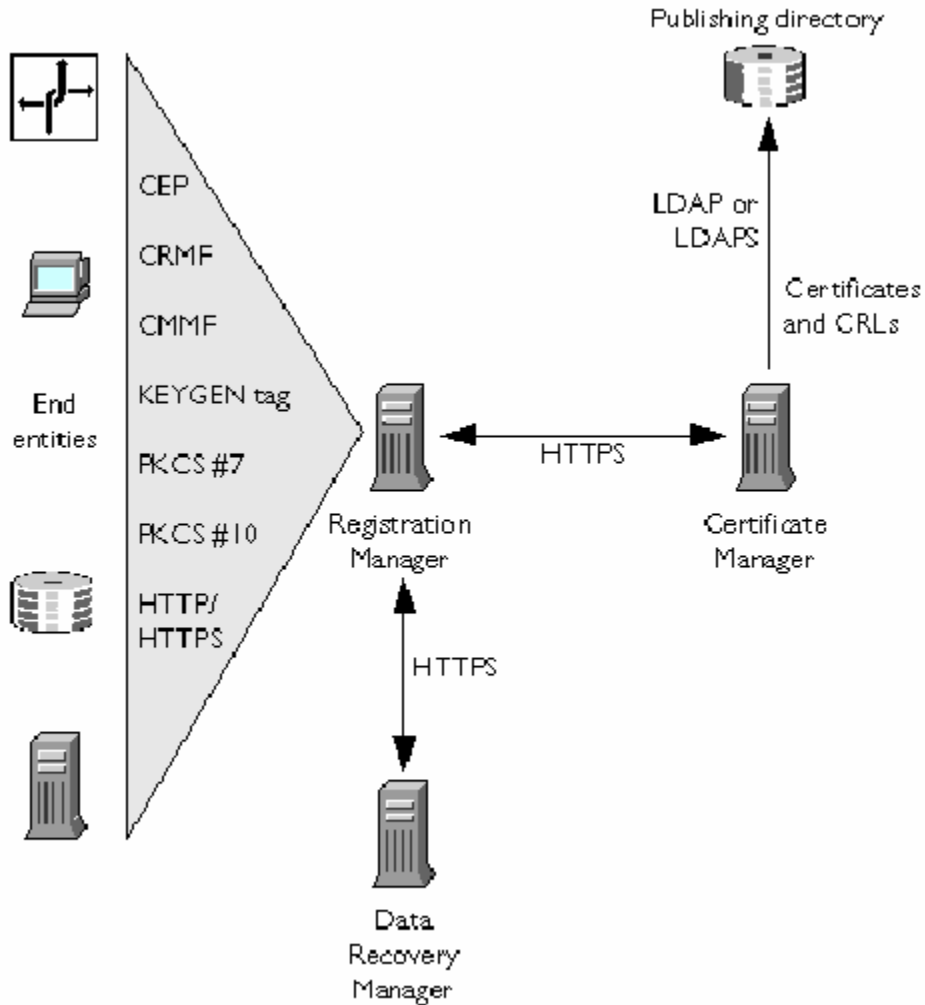 Publishing directory
CEP
CRMF
CMMF
KEYGEN tag
PKCS #7
PKCS #10
HTTP/
HTTPS
End
entities
LDAP or
LDAPS
Certificates
and CRLs
HTTPS
Registration
Manager
Certificate
Manager
HTTPS
Data
Recovery
Manager